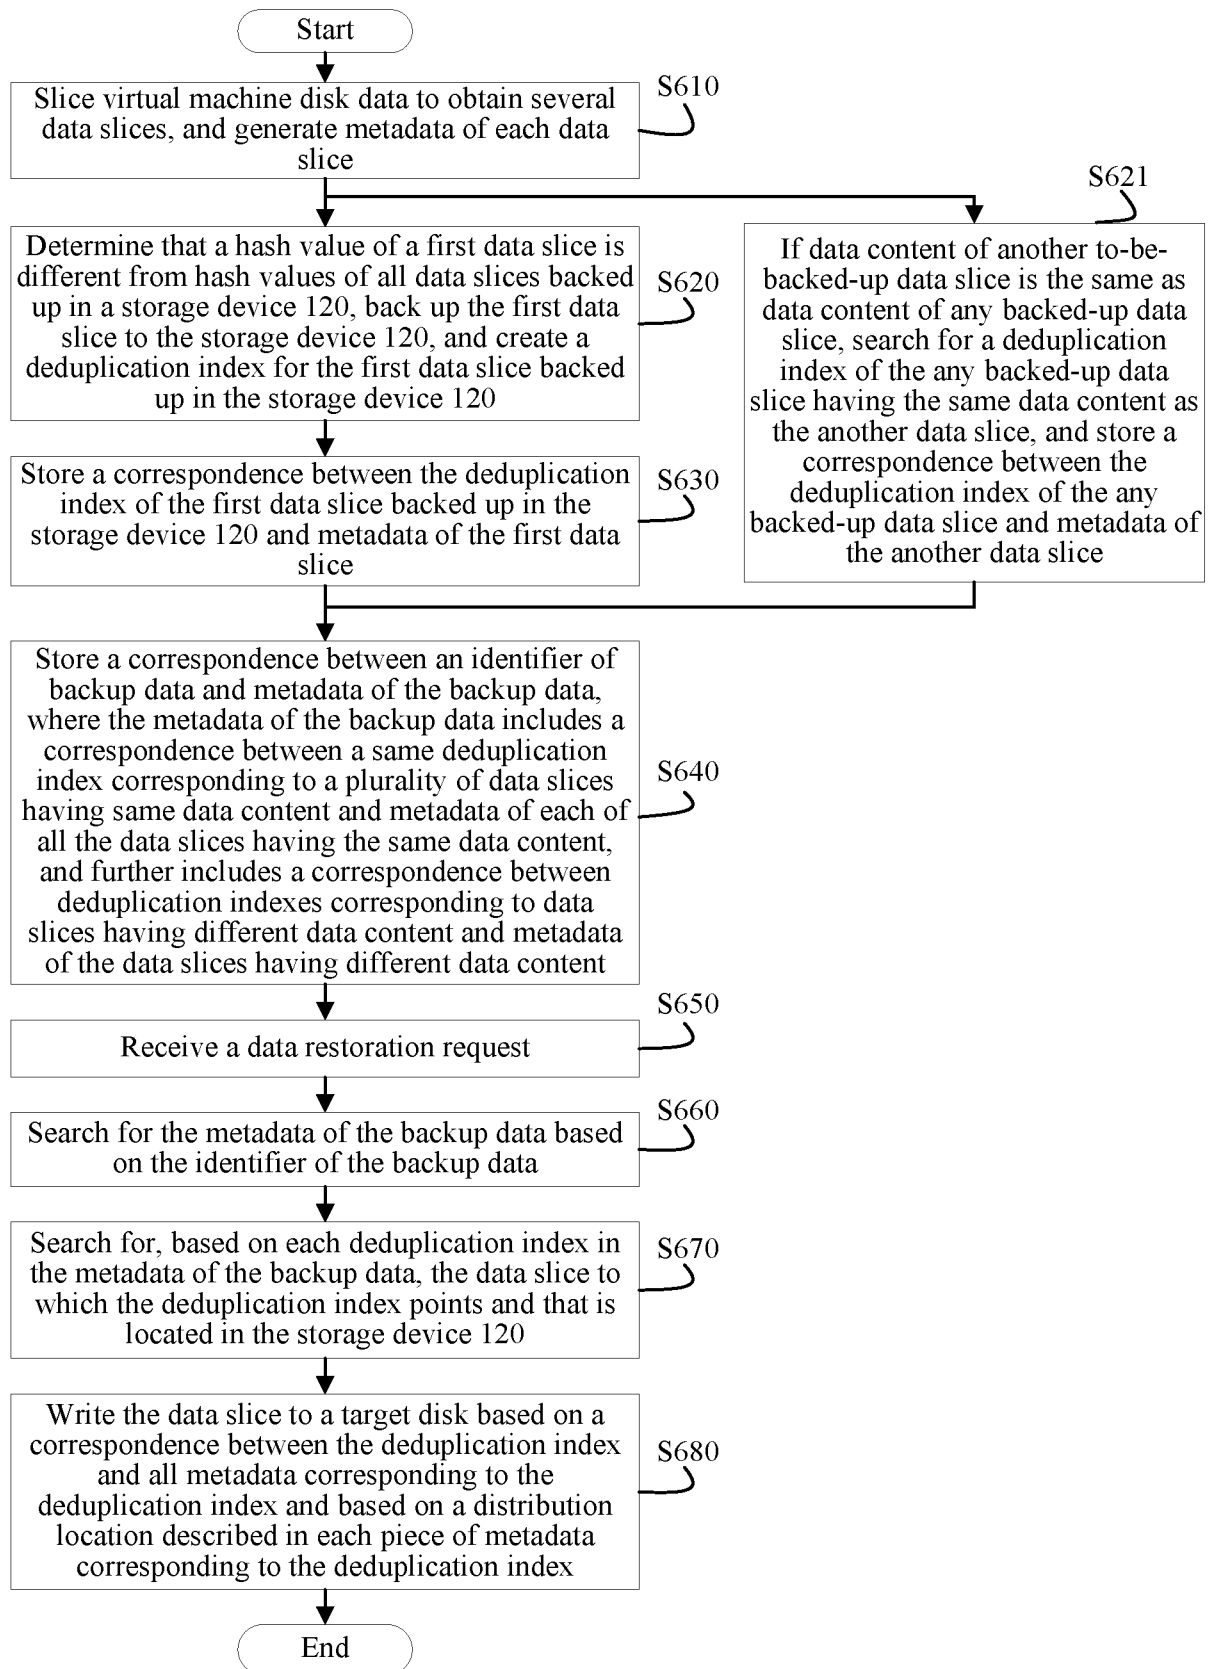 Start
S610
Slice virtual machine disk data to obtain several
data slices, and generate metadata of each data
slice
S620
Determine that a hash value of a first data slice is
different from hash values of all data slices backed
up in a storage device 120, back up the first data
slice to the storage device 120, and create a
deduplication index for the first data slice backed
up in the storage device 120
S621
If data content of another to-be-
backed-up data slice is the same as
data content of any backed-up data
slice, search for a deduplication
index of the any backed-up data
slice having the same data content as
the another data slice, and store a
correspondence between the
deduplication index of the any
backed-up data slice and metadata of
the another data slice
S630
Store a correspondence between the deduplication
index of the first data slice backed up in the
storage device 120 and metadata of the first data
slice
S640
Store a correspondence between an identifier of
backup data and metadata of the backup data,
where the metadata of the backup data includes a
correspondence between a same deduplication
index corresponding to a plurality of data slices
having same data content and metadata of each of
all the data slices having the same data content,
and further includes a correspondence between
deduplication indexes corresponding to data
slices having different data content and metadata
of the data slices having different data content
S650
Receive a data restoration request
S660
Search for the metadata of the backup data based
on the identifier of the backup data
S670
Search for, based on each deduplication index in
the metadata of the backup data, the data slice to
which the deduplication index points and that is
located in the storage device 120
S680
Write the data slice to a target disk based on a
correspondence between the deduplication index
and all metadata corresponding to the
deduplication index and based on a distribution
location described in each piece of metadata
corresponding to the deduplication index
End